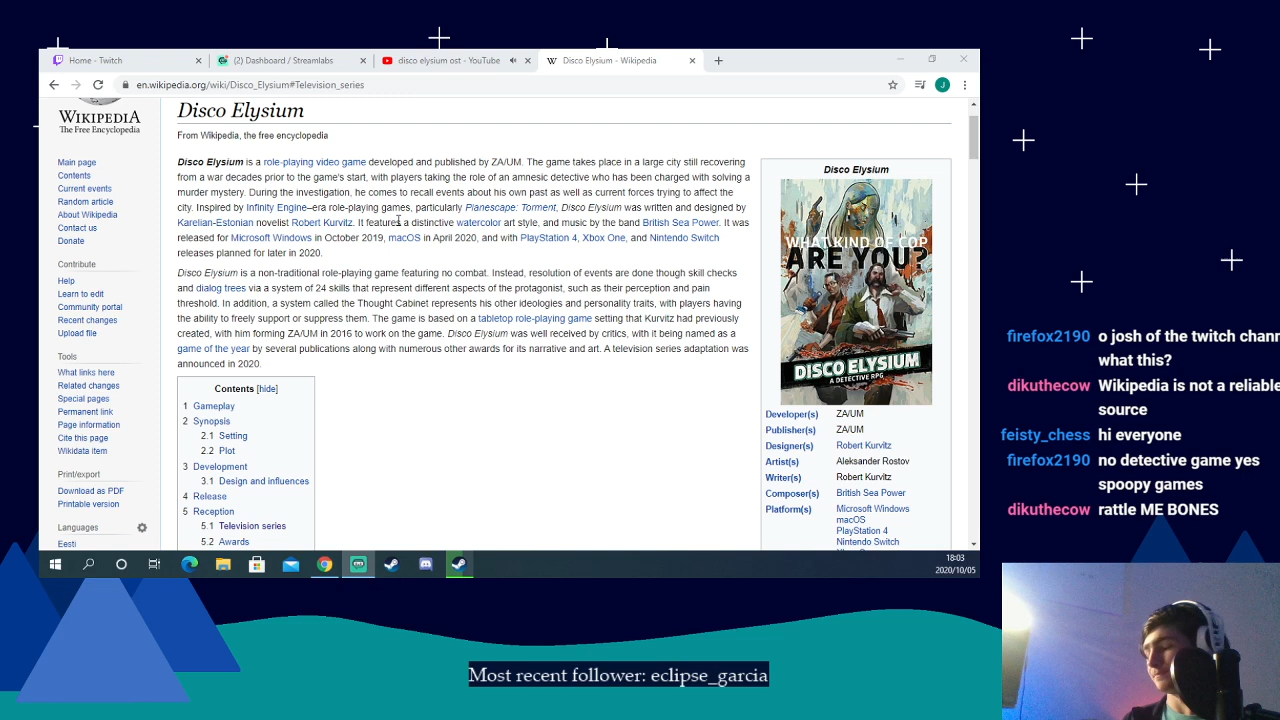 Home - Twitch
(2) Dashboard / Streamlabs
disco elysium ost - YouTube
Disco Elysium - Wikipedia
en.wikipedia.org/wiki/Disco_Elysium#Television_series
J
WIKIPEDIA
The Free Encyclopedia
Main page
Contents
Current events
Random article
About Wikipedia
Contact us
Donate
Contribute
Help
Learn to edit
Community portal
Recent changes
Upload file
Tools
What links here
Related changes
Special pages
Permanent link
Page information
Cite this page
Wikidata item
Print/export
Download as PDF
Printable version
Languages
Eesti
Disco Elysium
From Wikipedia, the free encyclopedia
Disco Elysium is a role-playing video game developed and published by ZA/UM. The game takes place in a large city still recovering
from a war decades prior to the game's start, with players taking the role of an amnesic detective who has been charged with solving a
murder mystery. During the investigation, he comes to recall events about his own past as well as current forces trying to affect the
city. Inspired by Infinity Engine–era role-playing games, particularly Planescape: Torment, Disco Elysium was written and designed by
Karelian-Estonian novelist Robert Kurvitz. It features a distinctive watercolor art style, and music by the band British Sea Power. It was
released for Microsoft Windows in October 2019, macOS in April 2020, and with PlayStation 4, Xbox One, and Nintendo Switch
releases planned for later in 2020.
Disco Elysium is a non-traditional role-playing game featuring no combat. Instead, resolution of events are done though skill checks
and dialog trees via a system of 24 skills that represent different aspects of the protagonist, such as their perception and pain
threshold. In addition, a system called the Thought Cabinet represents his other ideologies and personality traits, with players having
the ability to freely support or suppress them. The game is based on a tabletop role-playing game setting that Kurvitz had previously
created, with him forming ZA/UM in 2016 to work on the game. Disco Elysium was well received by critics, with it being named as a
game of the year by several publications along with numerous other awards for its narrative and art. A television series adaptation was
announced in 2020.
Contents [hide]
1 Gameplay
2 Synopsis
2.1 Setting
2.2 Plot
3 Development
3.1 Design and influences
4 Release
5 Reception
5.1 Television series
5.2 Awards
Disco Elysium
WHAT KIND OF COP
ARE YOU?
DISCO ELYSIUM
A DETECTIVE RPG
Developer(s) ZA/UM
Publisher(s) ZA/UM
Designer(s) Robert Kurvitz
Artist(s) Aleksander Rostov
Writer(s) Robert Kurvitz
Composer(s) British Sea Power
Platform(s) Microsoft Windows
macOS
PlayStation 4
Nintendo Switch
18:03
2020/10/05
firefox2190 o josh of the twitch chann
what this?
dikuthecow Wikipedia is not a reliable
source
feisty_chess hi everyone
firefox2190 no detective game yes
spoopy games
dikuthecow rattle ME BONES
Most recent follower: eclipse_garcia